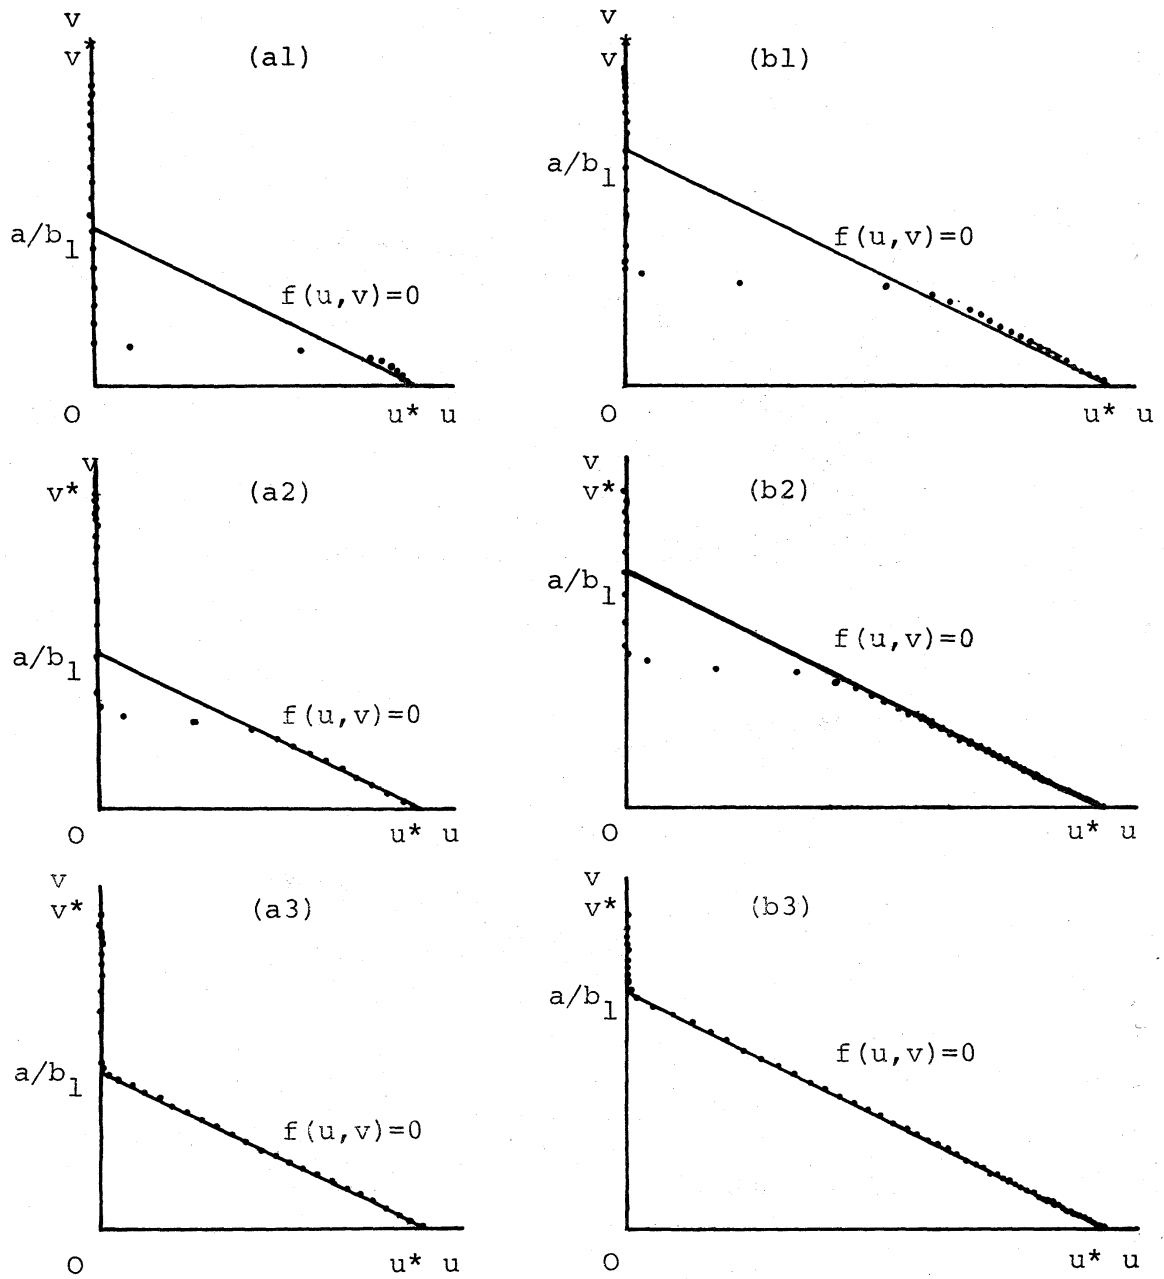 v
v*
(a1)
a/b1
f(u,v)=0
O
u* u
v
v*
(b1)
a/b1
f(u,v)=0
O
u* u
v
v*
(a2)
a/b1
f(u,v)=0
O
u* u
v
v*
(b2)
a/b1
f(u,v)=0
O
u* u
v
v*
(a3)
a/b1
f(u,v)=0
O
u* u
v
v*
(b3)
a/b1
f(u,v)=0
O
u* u